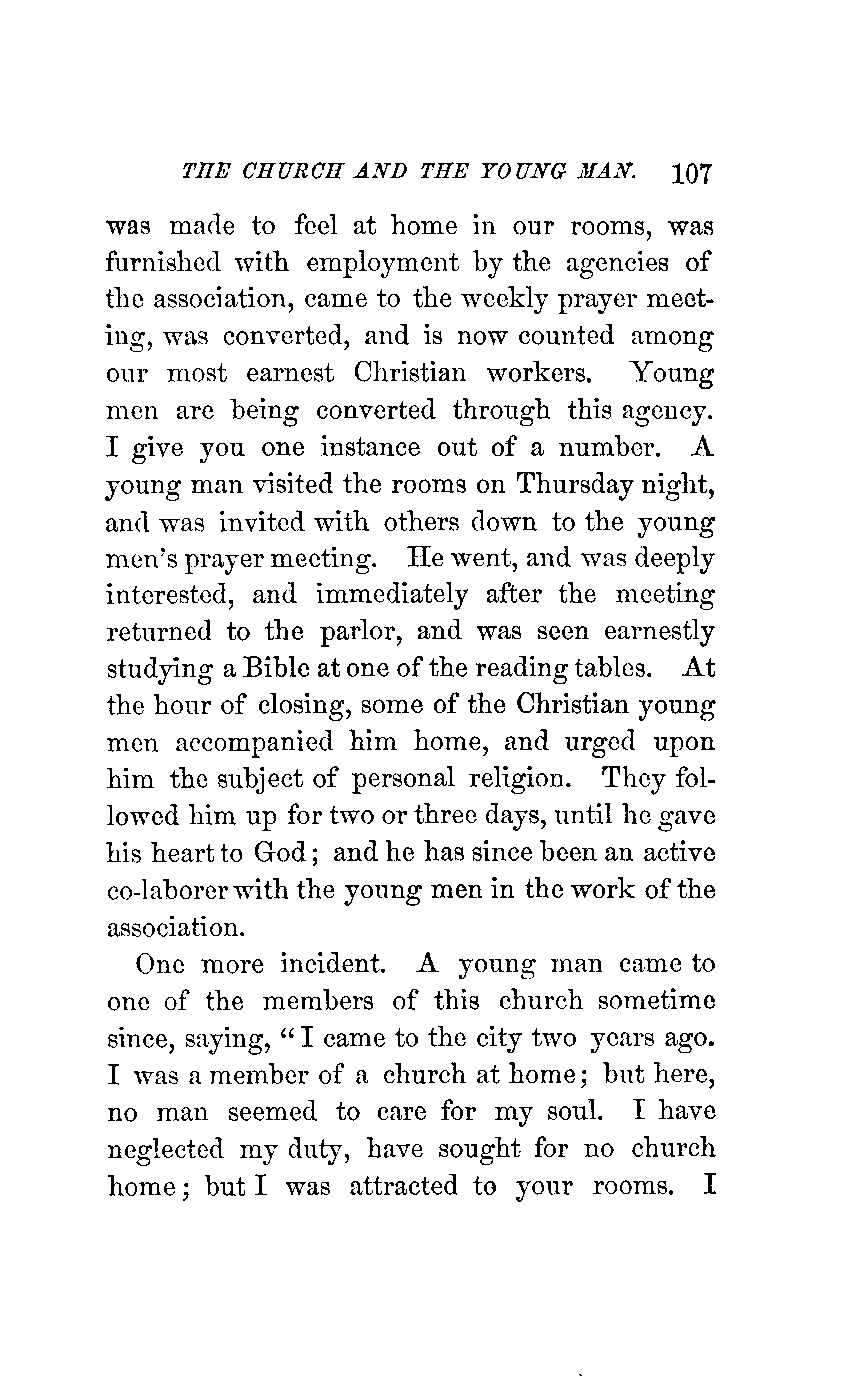 THE CHURCH AND THE YOUNG MAN. 107
was made to feel at home in our rooms, was
furnished with employment by the agencies of
the association, came to the weekly prayer meet-
ing, was converted, and is now counted among
our most earnest Christian workers. Young
men are being converted through this agency.
I give you one instance out of a number. A
young man visited the rooms on Thursday night,
and was invited with others down to the young
men's prayer meeting. He went, and was deeply
interested, and immediately after the meeting
returned to the parlor, and was seen earnestly
studying a Bible at one of the reading tables. At
the hour of closing, some of the Christian young
men accompanied him home, and urged upon
him the subject of personal religion. They fol-
lowed him up for two or three days, until he gave
his heart to God; and he has since been an active
co-laborer with the young men in the work of the
association.
One more incident. A young man came to
one of the members of this church sometime
since, saying, "I came to the city two years ago.
I was a member of a church at home; but here,
no man seemed to care for my soul. I have
neglected my duty, have sought for no church
home; but I was attracted to your rooms. I